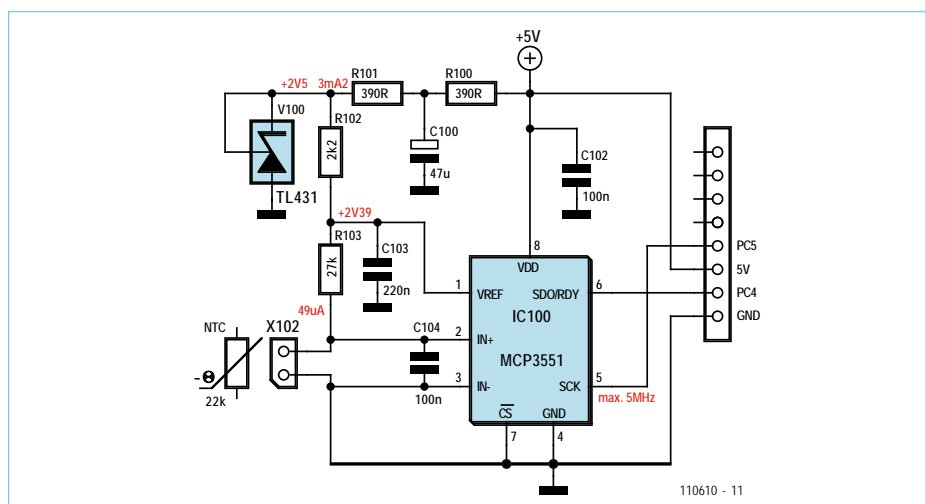 +5V
R101
R100
+2V5
3mA2
390R
390R
V100
R102
C100
2k2
47u
C102
TL431
100n
+2V39
R103
C103
27k
220n
8
VDD
PC5
1
VREF
SDO/RDY
6
5V
49uA
IC100
PC4
NTC
X102
C104
2
IN+
GND
MCP3551
3
IN-
SCK
5
-Θ
22k
100n
max. 5MHz
CS
GND
7
4
110610 - 11